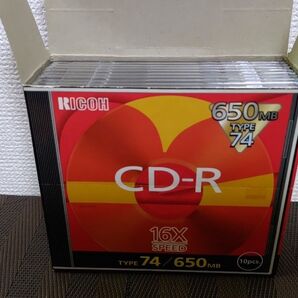 RICOH
650MB
TYPE
74
CD-R
16X
SPEED
TYPE 74/650MB
10pcs